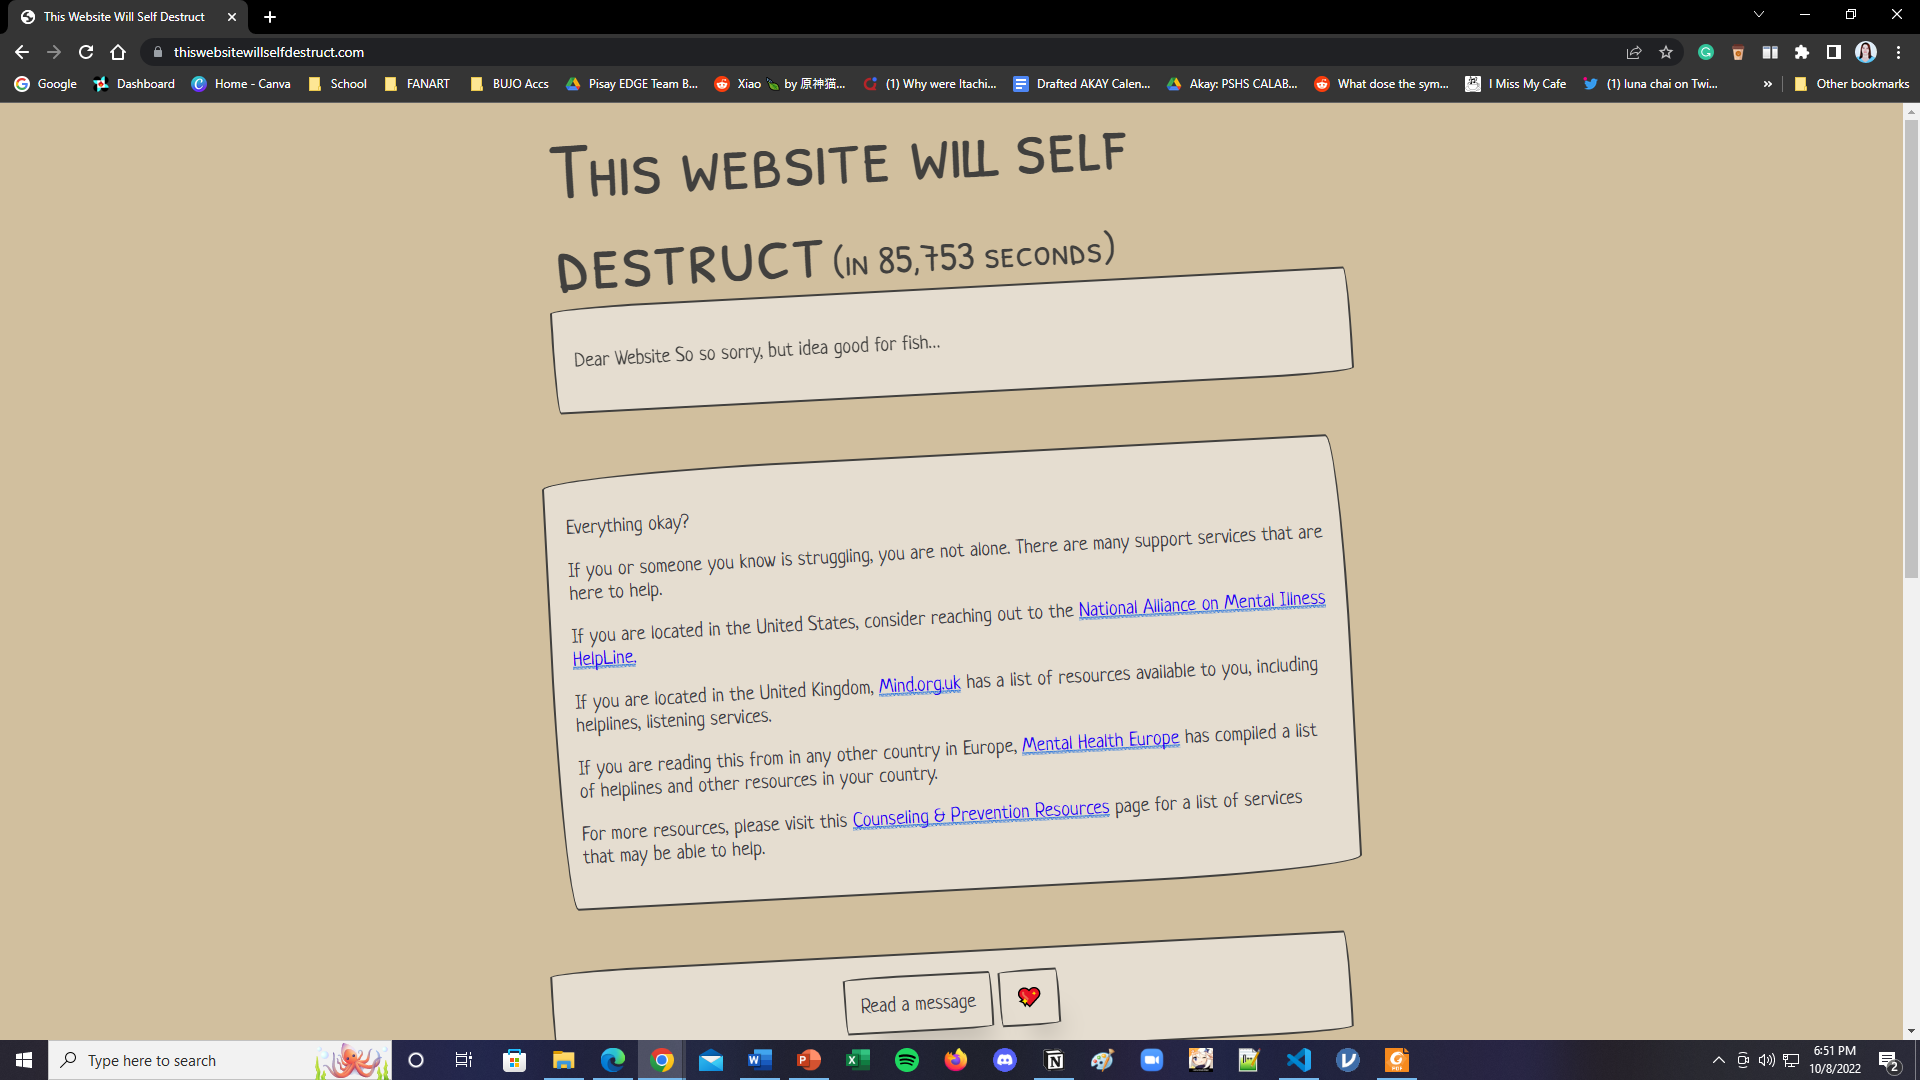 This Website Will Self Destruct
thiswebsitewillselfdestruct.com
Google
Dashboard
Home - Canva
School
FANART
BUJO Accs
Pisay EDGE Team B...
Xiao 🍃 by 原神猫...
(1) Why were Itachi...
Drafted AKAY Calen...
Akay: PSHS CALAB...
What dose the sym...
I Miss My Cafe
(1) luna chai on Twi...
»
Other bookmarks
This website will self
destruct (in 85,753 seconds)
Dear Website So so sorry, but idea good for fish...
Everything okay?
If you or someone you know is struggling, you are not alone. There are many support services that are
here to help.
If you are located in the United States, consider reaching out to the National Alliance on Mental Illness
HelpLine.
If you are located in the United Kingdom, Mind.org.uk has a list of resources available to you, including
helplines, listening services.
If you are reading this from in any other country in Europe, Mental Health Europe has compiled a list
of helplines and other resources in your country.
For more resources, please visit this Counseling & Prevention Resources page for a list of services
that may be able to help.
Read a message
Type here to search
6:51 PM
10/8/2022
2